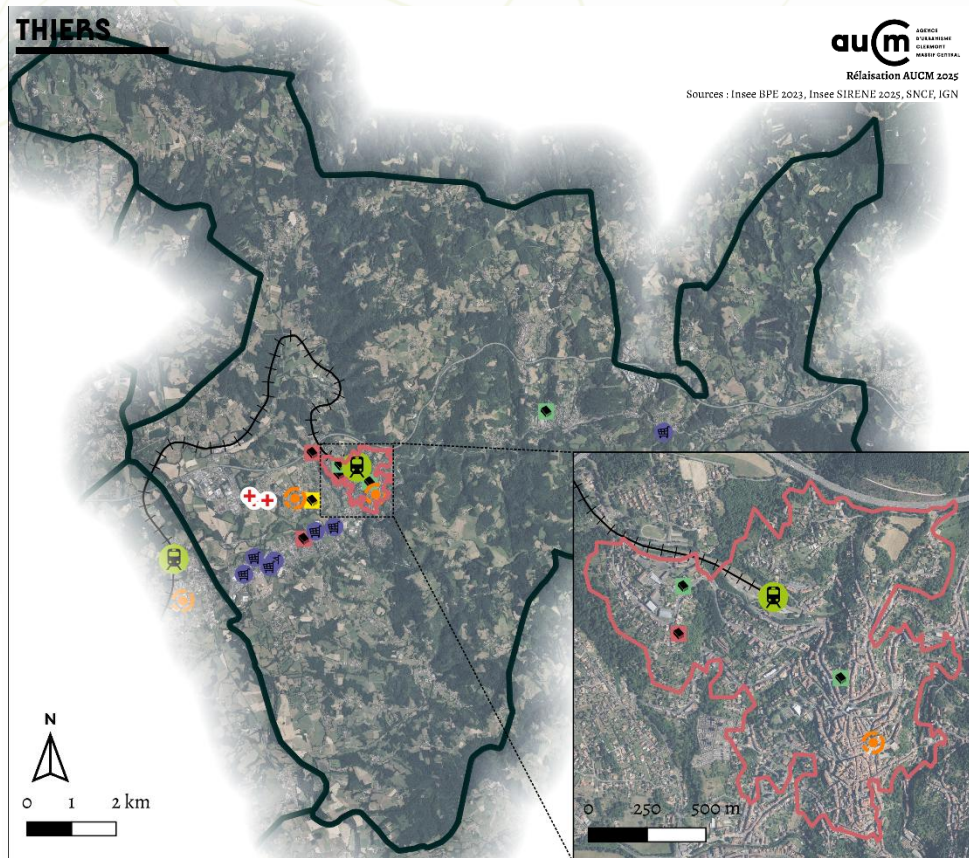 THIERS
auCm
AGENCE
D'URBANISME
CLERMONT
MASSIF CENTRAL
Rélaisation AUCM 2025
Sources : Insee BPE 2023, Insee SIRENE 2025, SNCF, IGN
N
0 1 2 km
0 250 500 m